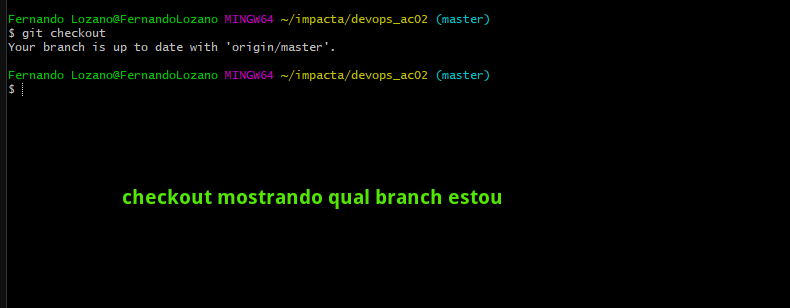 Fernando Lozano@FernandoLozano MINGW64 ~/impacta/devops_ac02 (master)
$ git checkout
Your branch is up to date with 'origin/master'.
Fernando Lozano@FernandoLozano MINGW64 ~/impacta/devops_ac02 (master)
$
checkout mostrando qual branch estou